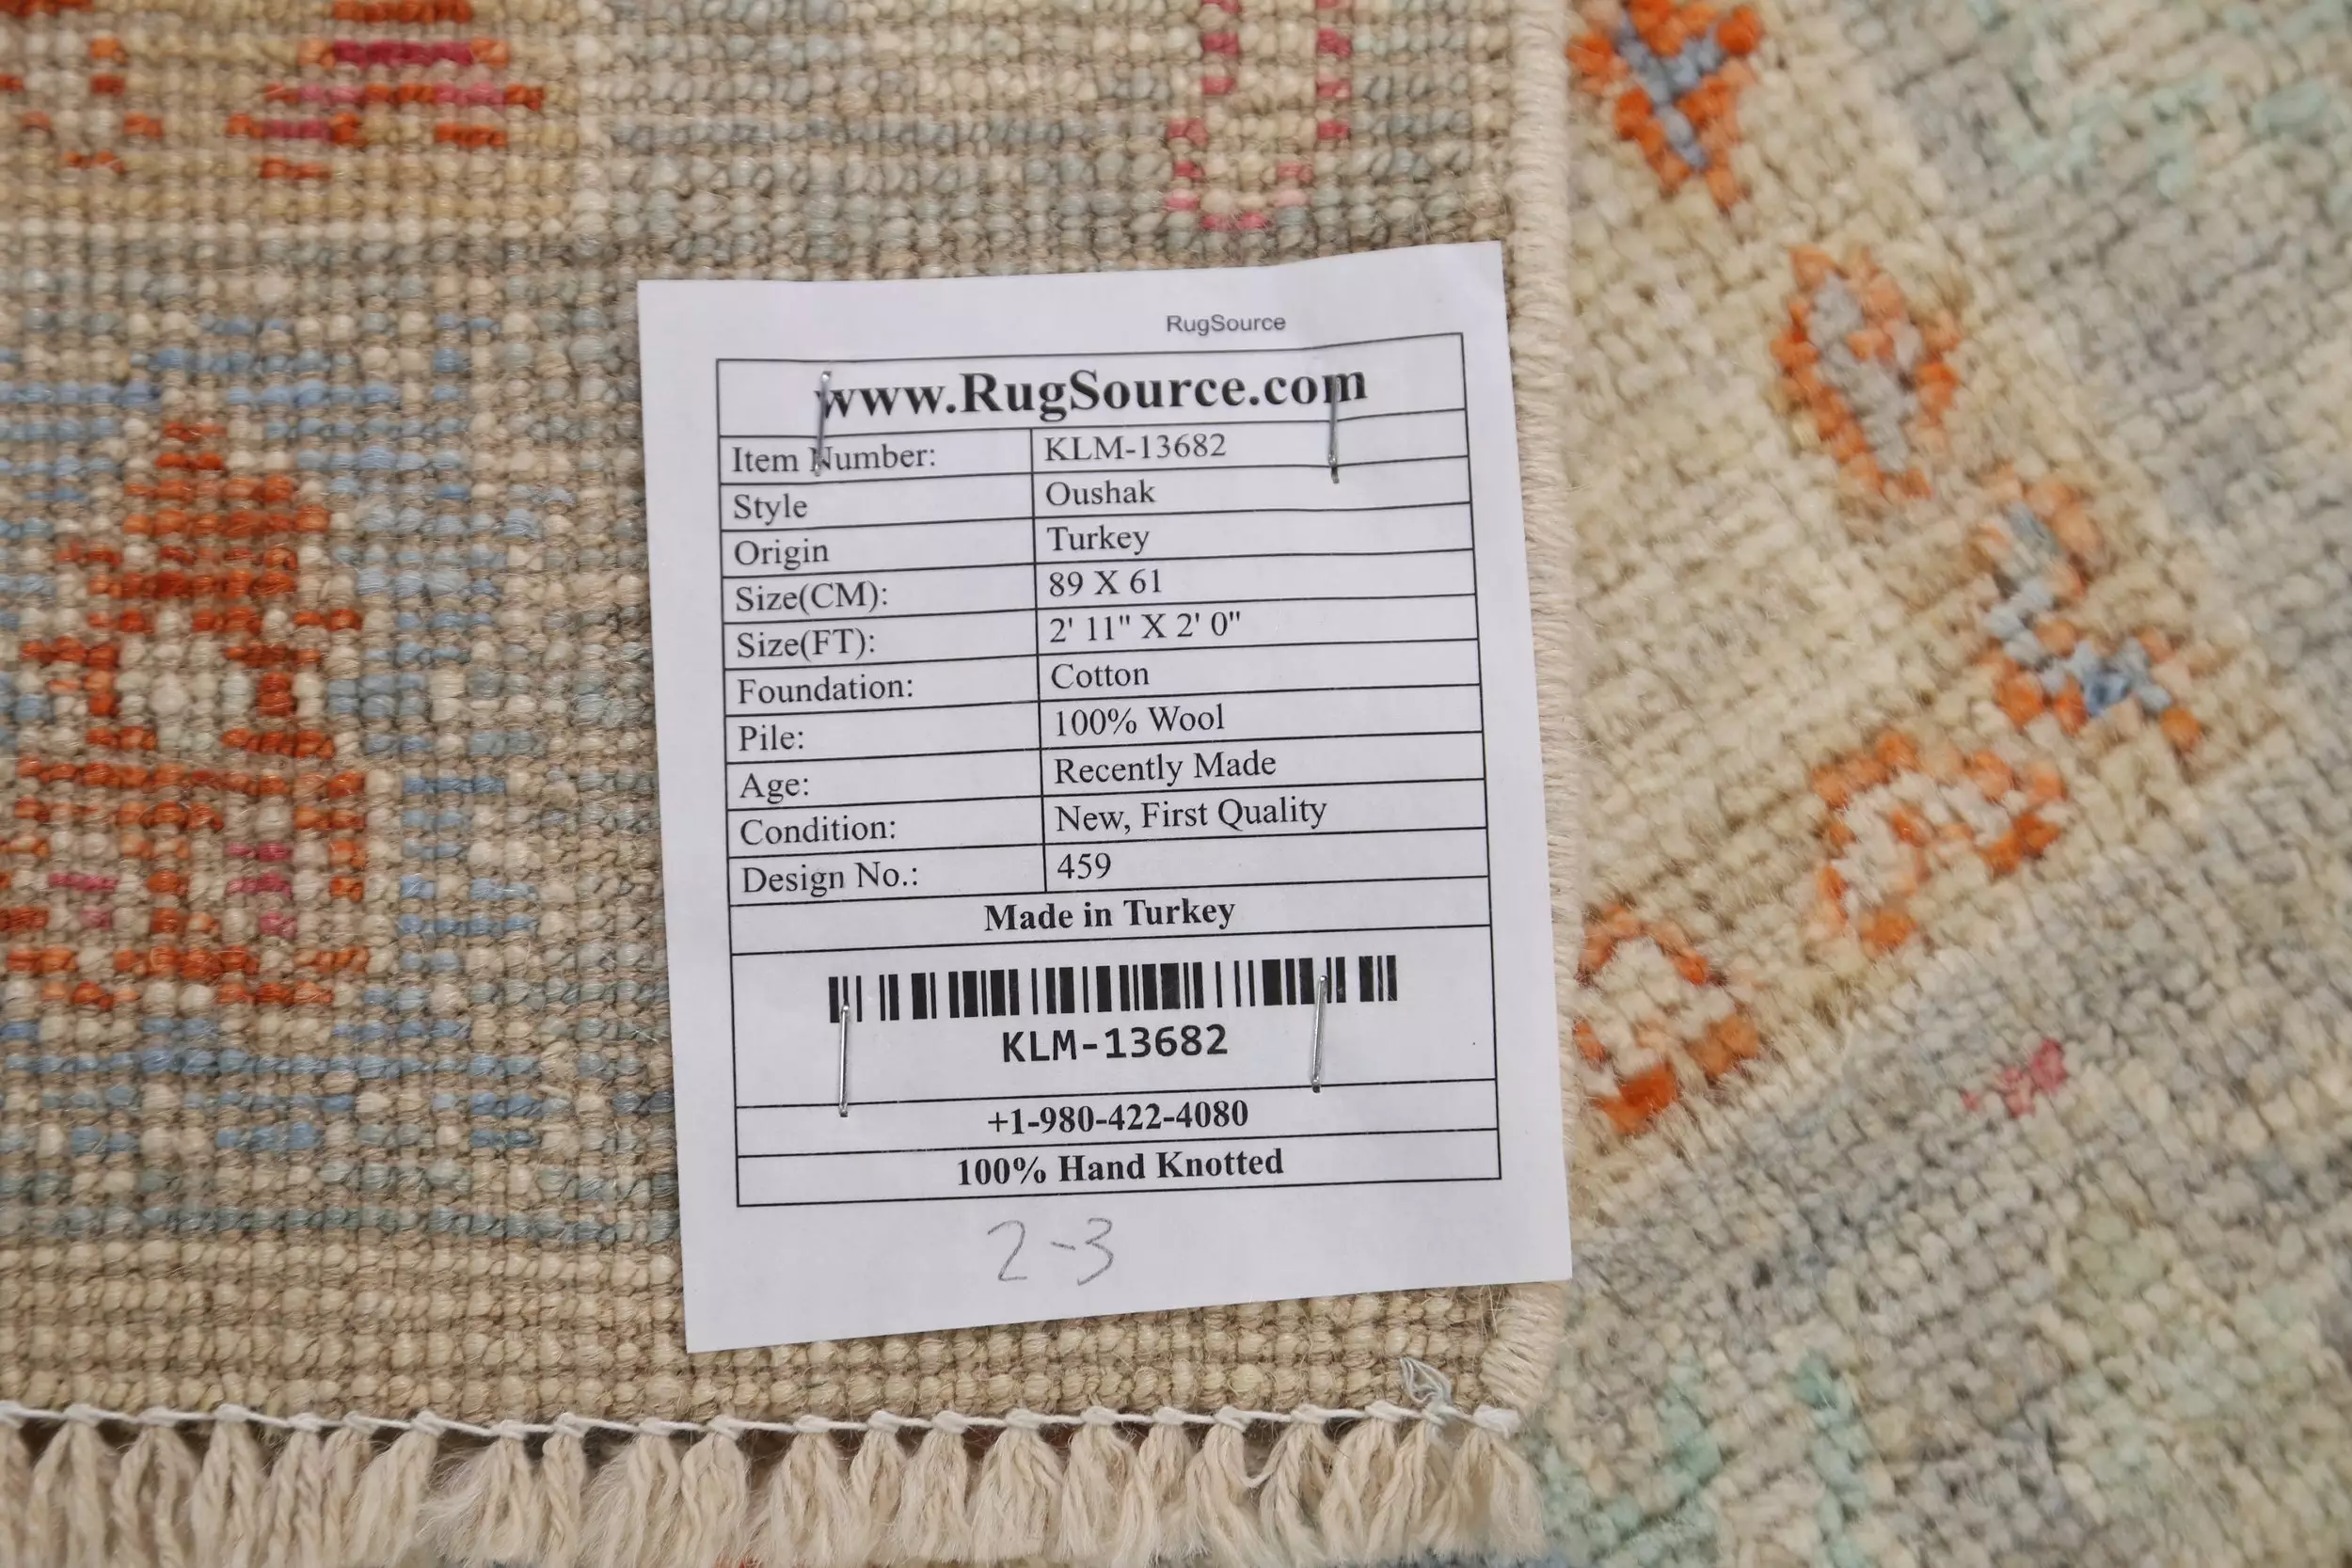 RugSource
www.RugSource.com
Item Number: KLM-13682
Style Oushak
Origin Turkey
Size(CM): 89 X 61
Size(FT): 2' 11" X 2' 0"
Foundation: Cotton
Pile: 100% Wool
Age: Recently Made
Condition: New, First Quality
Design No.: 459
Made in Turkey
KLM-13682
+1-980-422-4080
100% Hand Knotted
2-3